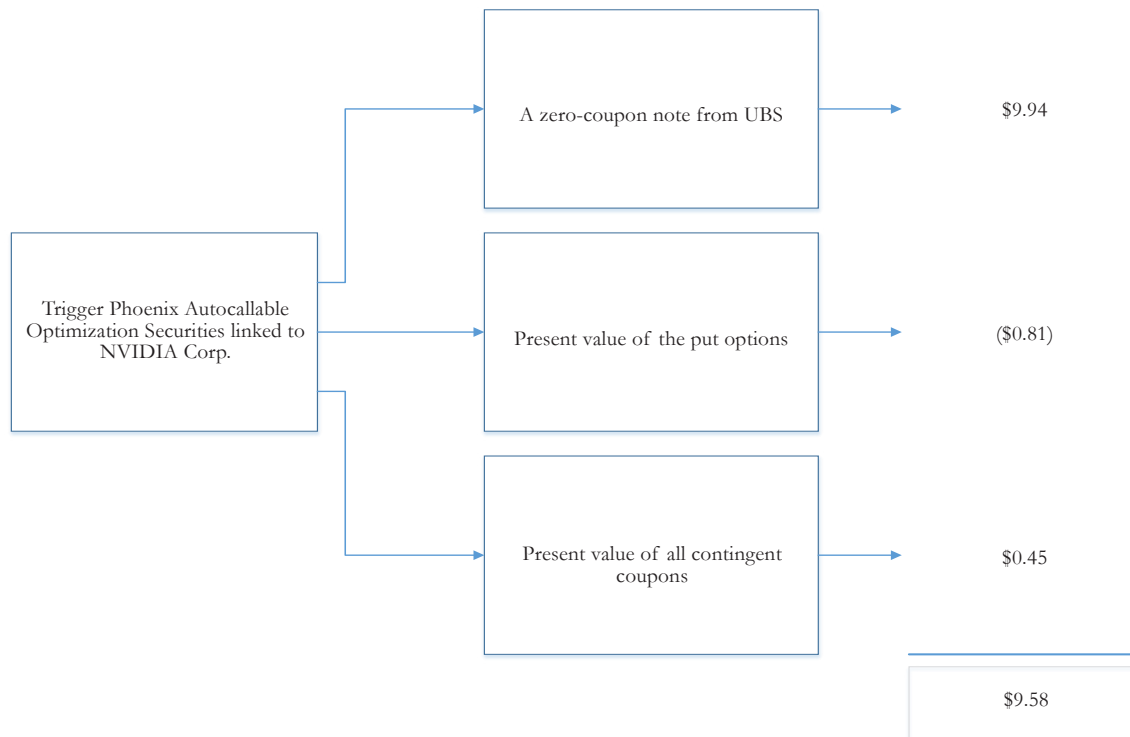 A zero-coupon note from UBS
$9.94
Trigger Phoenix Autocallable
Optimization Securities linked to
NVIDIA Corp.
Present value of the put options
($0.81)
Present value of all contingent
coupons
$0.45
$9.58